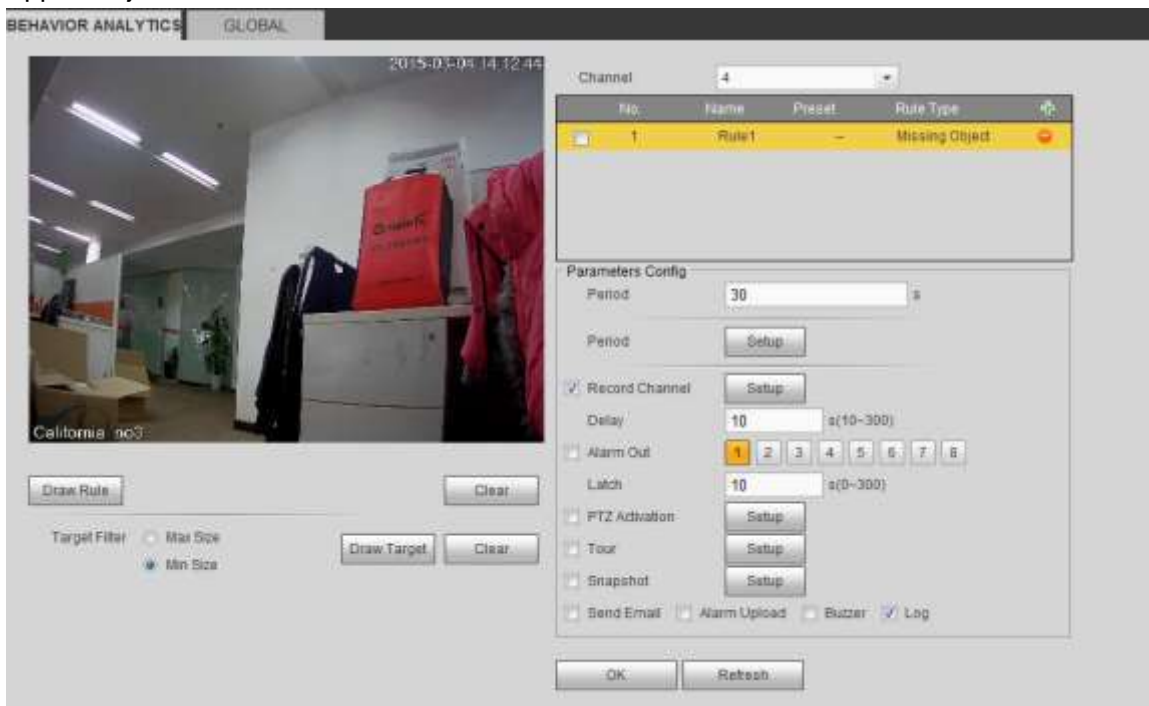 BEHAVIOR ANALYTICS GLOBAL
2015-03-04 14:12:44
California no3
Draw Rule Clear
Target Filter Max Size
Min Size
Draw Target Clear
Channel 4
No. Name Preset Rule Type
1 Rule1 -- Missing Object
Parameters Config
Period 30 s
Period Setup
Record Channel Setup
Delay 10 s(10~300)
Alarm Out 1 2 3 4 5 6 7 8
Latch 10 s(0~300)
PTZ Activation Setup
Tour Setup
Snapshot Setup
Send Email Alarm Upload Buzzer Log
OK Refresh